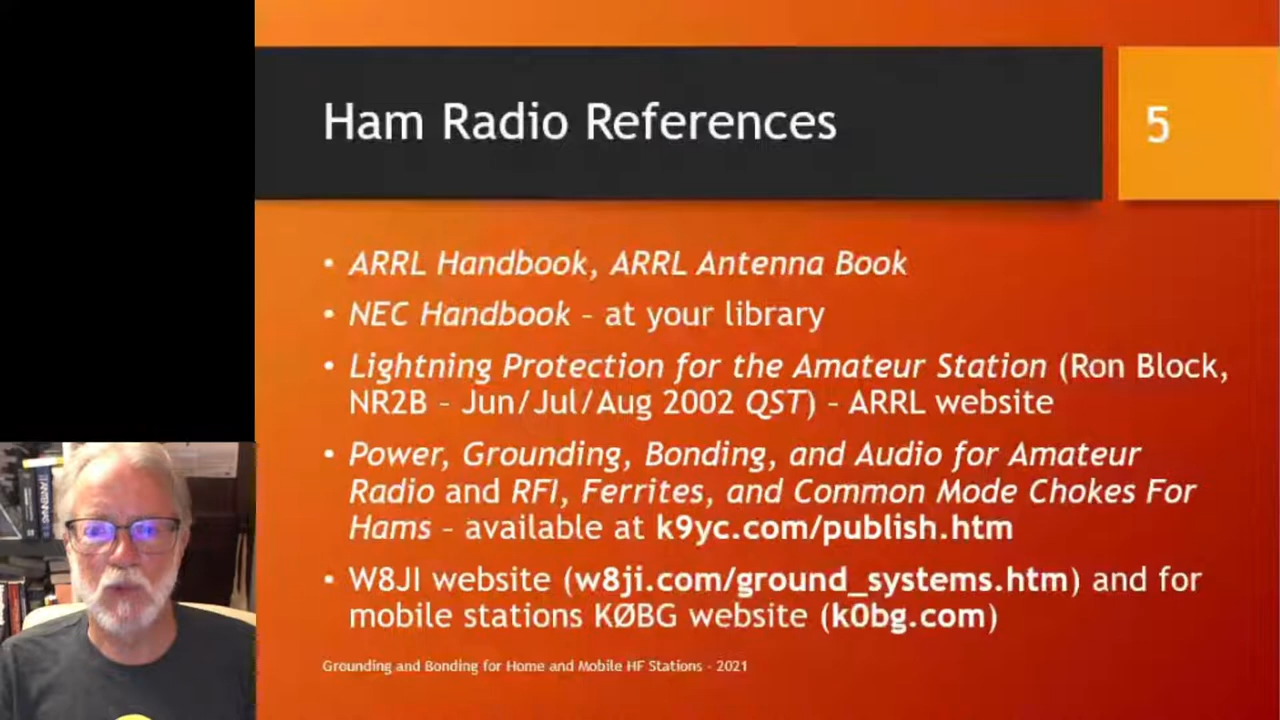 Ham Radio References
5
• ARRL Handbook, ARRL Antenna Book
• NEC Handbook – at your library
• Lightning Protection for the Amateur Station (Ron Block,
NR2B – Jun/Jul/Aug 2002 QST) – ARRL website
• Power, Grounding, Bonding, and Audio for Amateur
Radio and RFI, Ferrites, and Common Mode Chokes For
Hams – available at k9yc.com/publish.htm
• W8JI website (w8ji.com/ground_systems.htm) and for
mobile stations KØBG website (k0bg.com)
Grounding and Bonding for Home and Mobile HF Stations - 2021